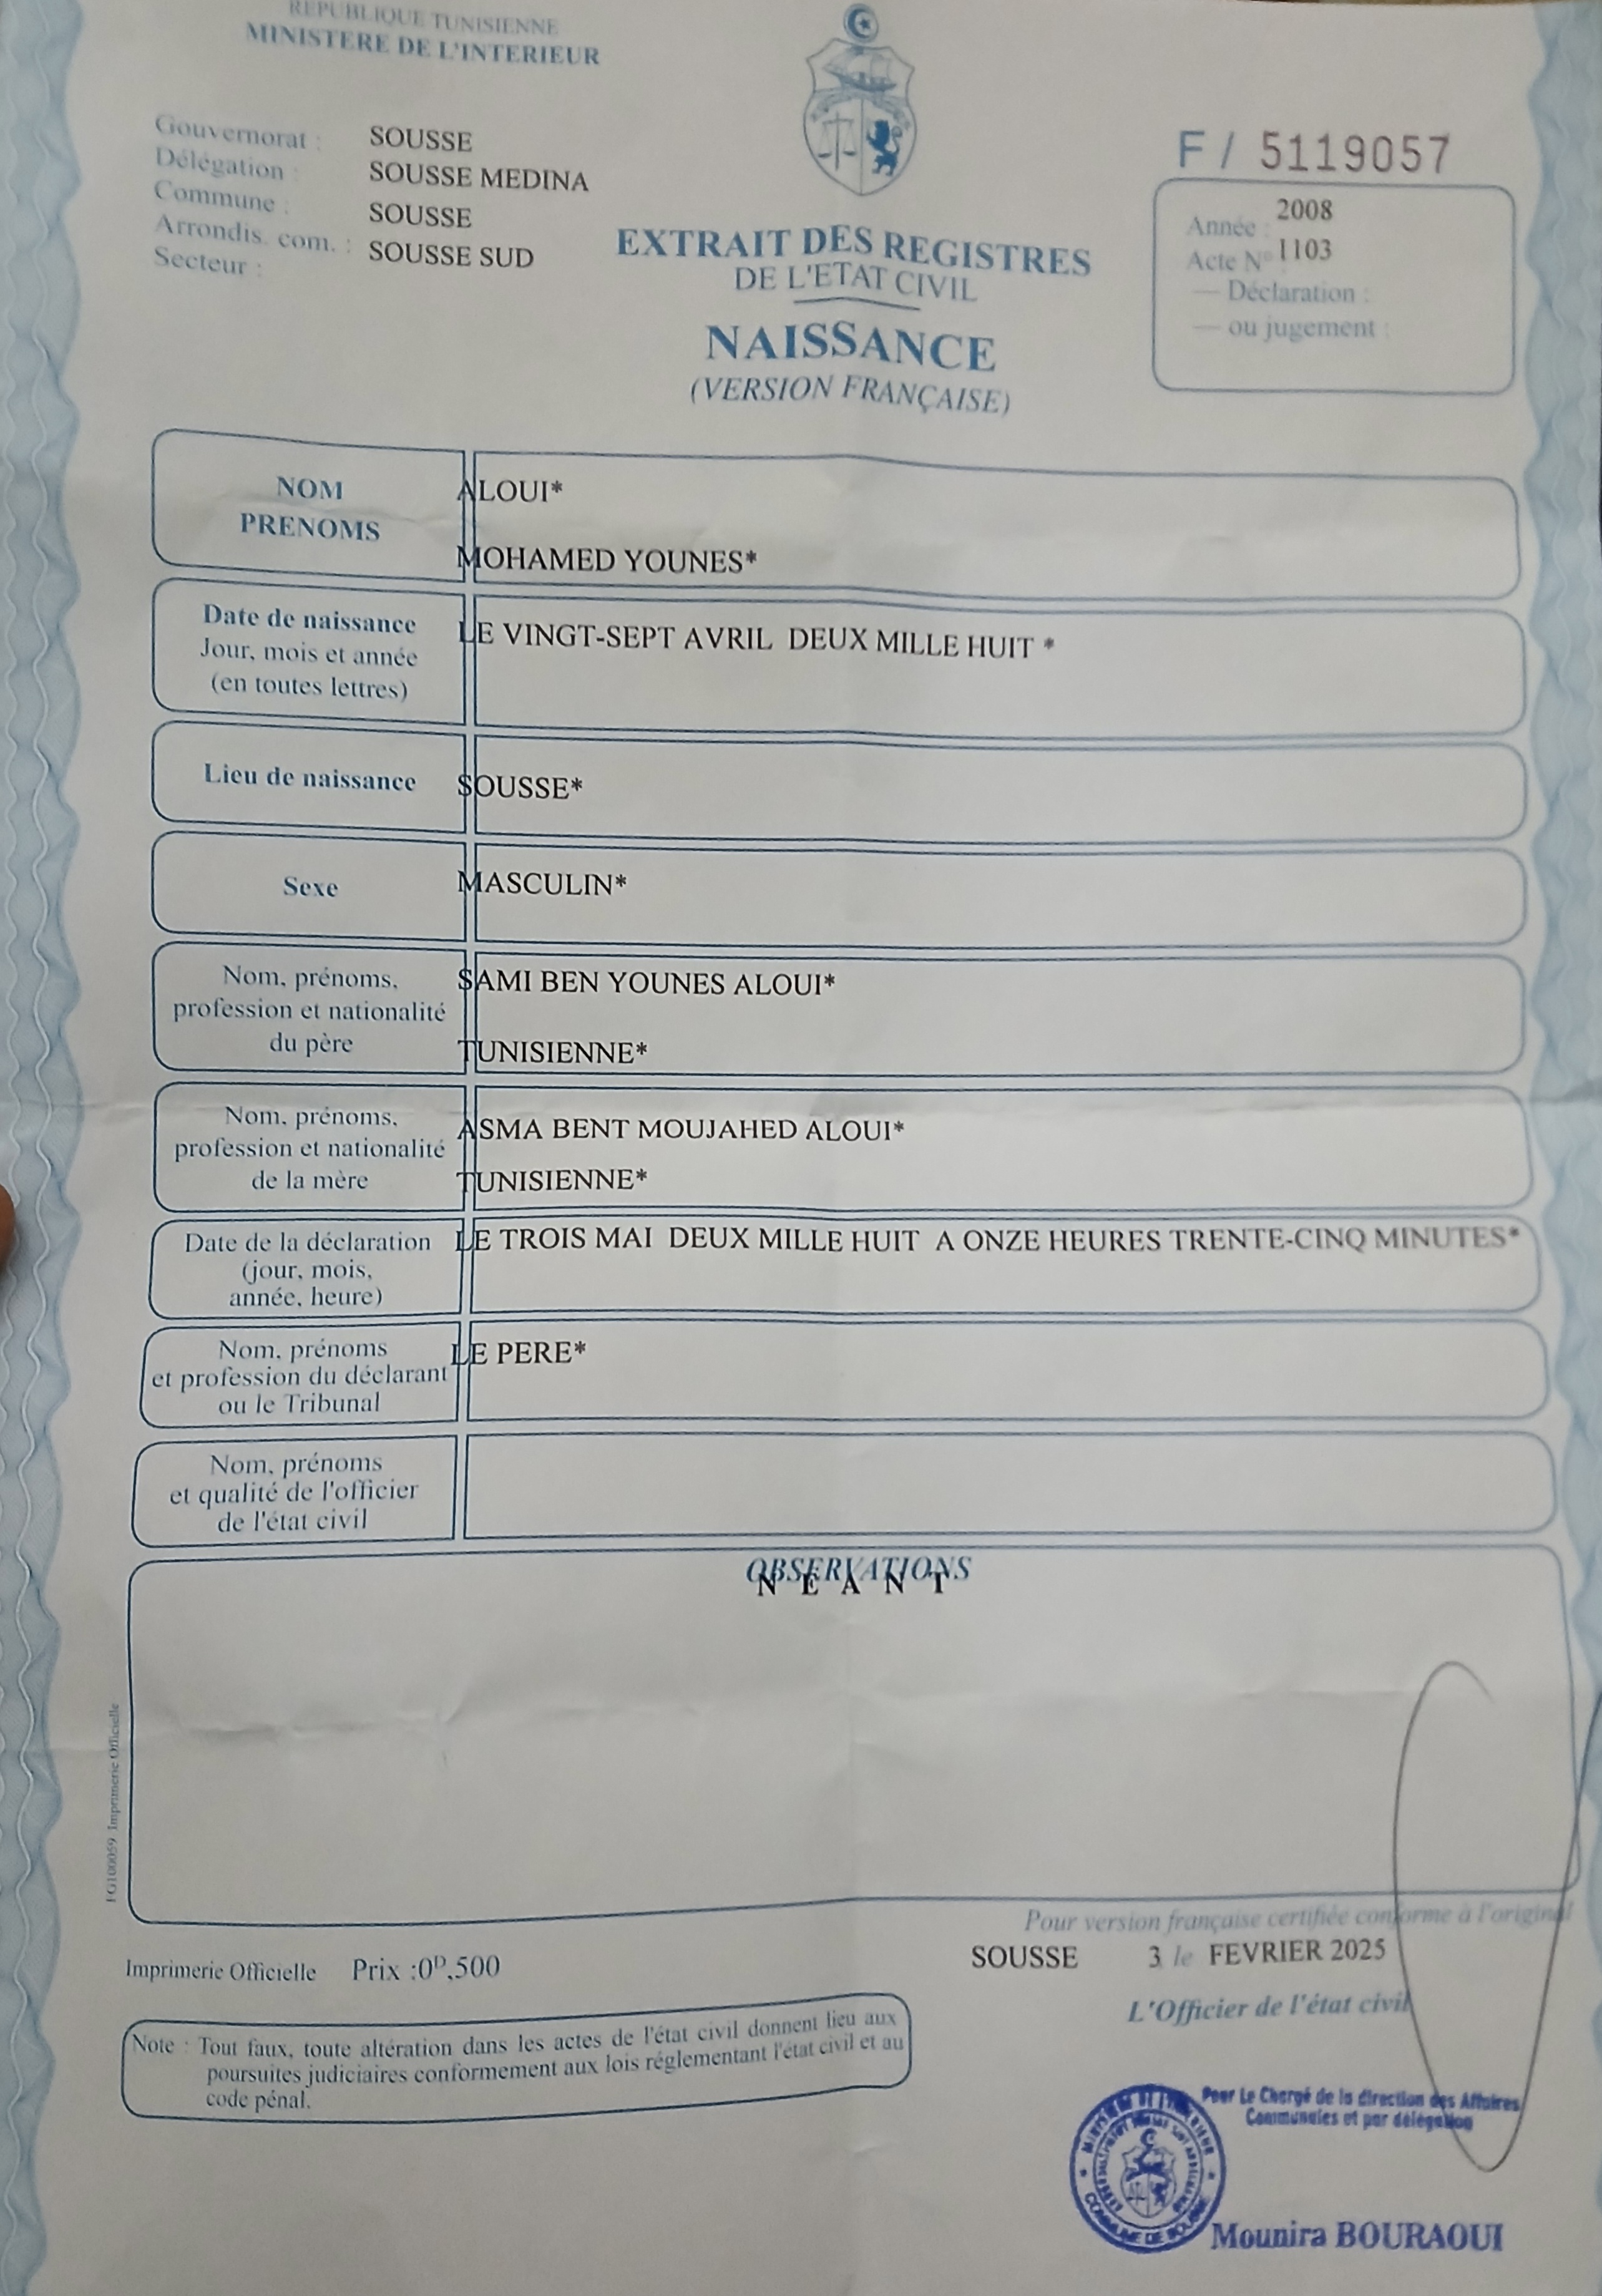 REPUBLIQUE TUNISIENNE
MINISTERE DE L'INTERIEUR
Gouvernorat : SOUSSE
Délégation : SOUSSE MEDINA
Commune : SOUSSE
Arrondis. com. : SOUSSE SUD
Secteur :
F / 5119057
Année : 2008
Acte N° : 1103
— Déclaration :
— ou jugement :
EXTRAIT DES REGISTRES
DE L'ETAT CIVIL
NAISSANCE
(VERSION FRANÇAISE)
NOM ALOUI*
PRENOMS MOHAMED YOUNES*
Date de naissance LE VINGT-SEPT AVRIL DEUX MILLE HUIT *
Jour, mois et année
(en toutes lettres)
Lieu de naissance SOUSSE*
Sexe MASCULIN*
Nom, prénoms, SAMI BEN YOUNES ALOUI*
profession et nationalité
du père TUNISIENNE*
Nom, prénoms, ASMA BENT MOUJAHED ALOUI*
profession et nationalité
de la mère TUNISIENNE*
Date de la déclaration LE TROIS MAI DEUX MILLE HUIT A ONZE HEURES TRENTE-CINQ MINUTES*
(jour, mois,
année, heure)
Nom, prénoms LE PERE*
et profession du déclarant
ou le Tribunal
Nom, prénoms
et qualité de l'officier
de l'état civil
OBSERVATIONS
N E A N T
FG100059 Imprimerie Officielle
Pour version française certifiée conforme à l'original
SOUSSE 3 le FEVRIER 2025
L'Officier de l'état civil
Imprimerie Officielle Prix :0ᴰ,500
Note : Tout faux, toute altération dans les actes de l'état civil donnent lieu aux
poursuites judiciaires conformement aux lois réglementant l'état civil et au
code pénal.
Pour Le Chargé de la direction des Affaires
Communales et par délégation
COMMUNE DE SOUSSE
Mounira BOURAOUI